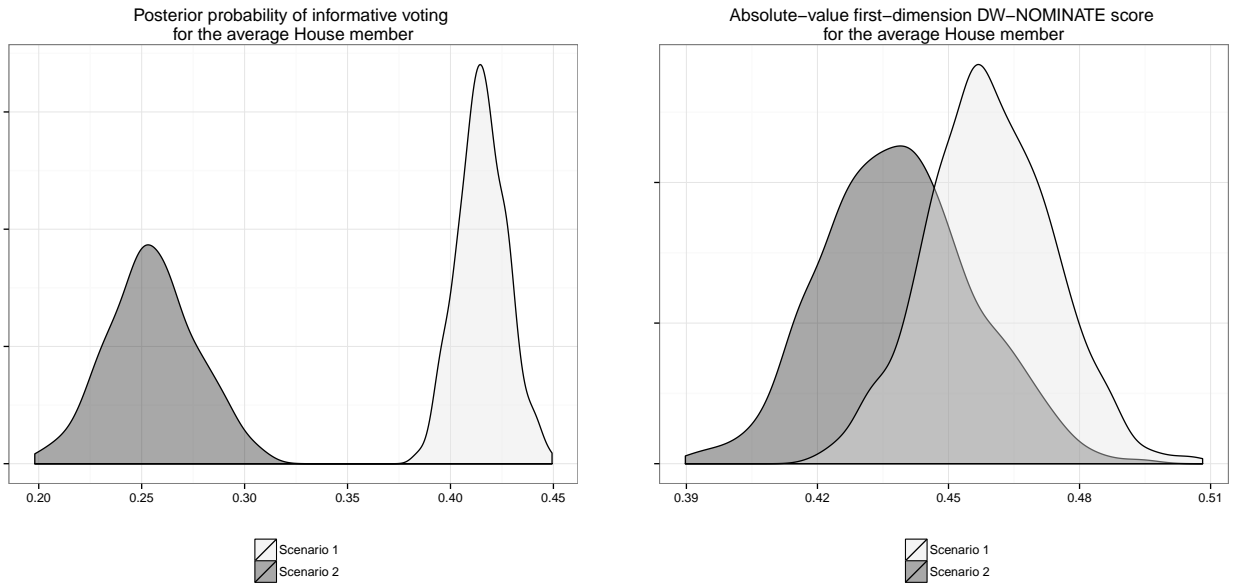 Posterior probability of informative voting
for the average House member
0.20 0.25 0.30 0.35 0.40 0.45
Scenario 1
Scenario 2
Absolute−value first−dimension DW−NOMINATE score
for the average House member
0.39 0.42 0.45 0.48 0.51
Scenario 1
Scenario 2